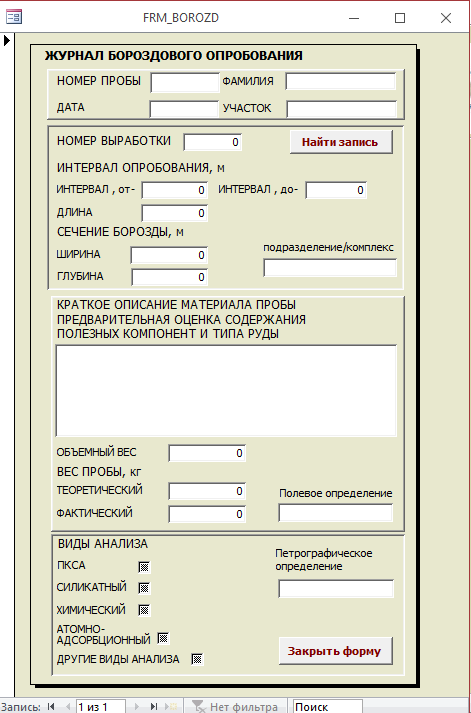 FRM_BOROZD
ЖУРНАЛ БОРОЗДОВОГО ОПРОБОВАНИЯ
НОМЕР ПРОБЫ ФАМИЛИЯ
ДАТА УЧАСТОК
НОМЕР ВЫРАБОТКИ 0 Найти запись
ИНТЕРВАЛ ОПРОБОВАНИЯ, м
ИНТЕРВАЛ , от- 0 ИНТЕРВАЛ , до- 0
ДЛИНА 0
СЕЧЕНИЕ БОРОЗДЫ, м
подразделение/комплекс
ШИРИНА 0
ГЛУБИНА 0
КРАТКОЕ ОПИСАНИЕ МАТЕРИАЛА ПРОБЫ
ПРЕДВАРИТЕЛЬНАЯ ОЦЕНКА СОДЕРЖАНИЯ
ПОЛЕЗНЫХ КОМПОНЕНТ И ТИПА РУДЫ
ОБЪЕМНЫЙ ВЕС 0
ВЕС ПРОБЫ, кг
ТЕОРЕТИЧЕСКИЙ 0 Полевое определение
ФАКТИЧЕСКИЙ 0
ВИДЫ АНАЛИЗА
Петрографическое
определение
ПКСА
СИЛИКАТНЫЙ
ХИМИЧЕСКИЙ
АТОМНО-
АДСОРБЦИОННЫЙ
ДРУГИЕ ВИДЫ АНАЛИЗА
Закрыть форму
Запись: 1 из 1 Нет фильтра Поиск